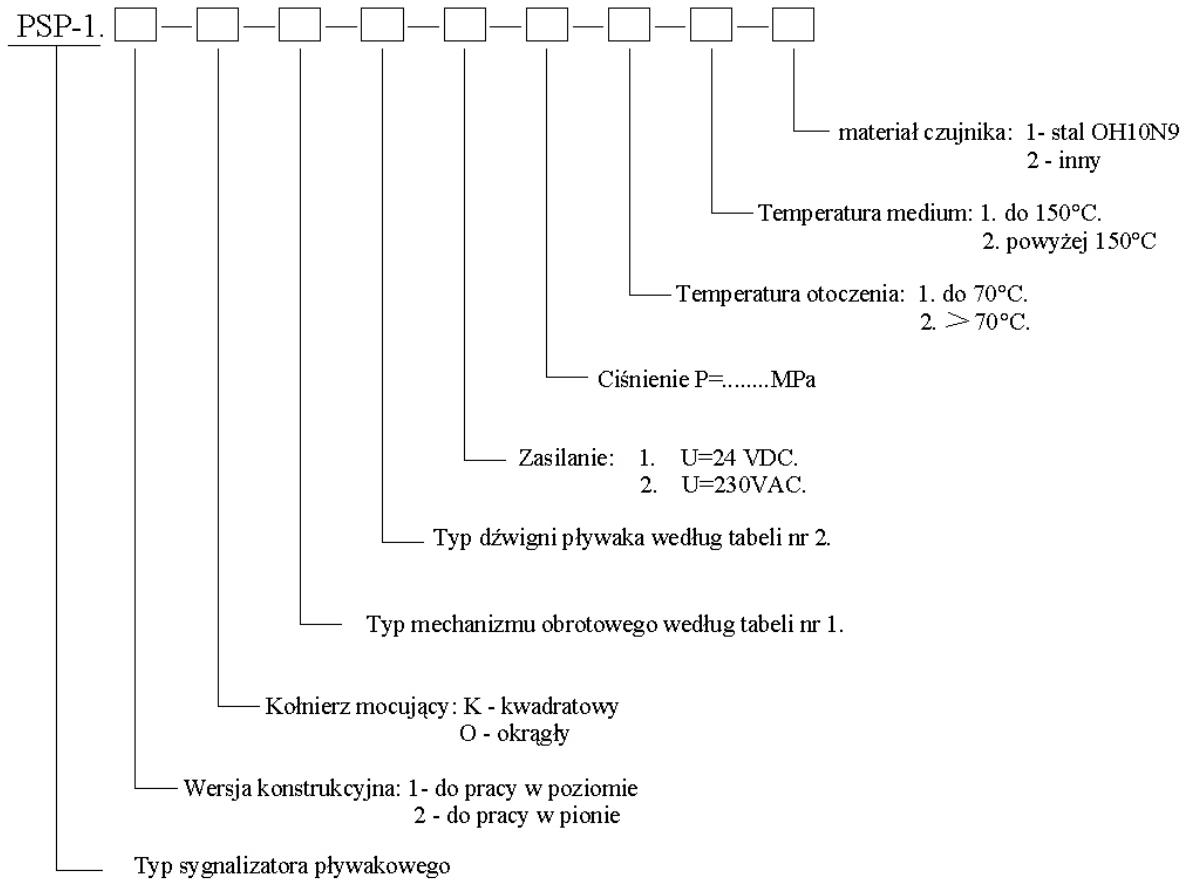 PSP-1.
materiał czujnika: 1- stal OH10N9
2 - inny
Temperatura medium: 1. do 150°C.
2. powyżej 150°C
Temperatura otoczenia: 1. do 70°C.
2. > 70°C.
Ciśnienie P=........MPa
Zasilanie: 1. U=24 VDC.
2. U=230VAC.
Typ dźwigni pływaka według tabeli nr 2.
Typ mechanizmu obrotowego według tabeli nr 1.
Kołnierz mocujący: K - kwadratowy
O - okrągły
Wersja konstrukcyjna: 1- do pracy w poziomie
2 - do pracy w pionie
Typ sygnalizatora pływakowego